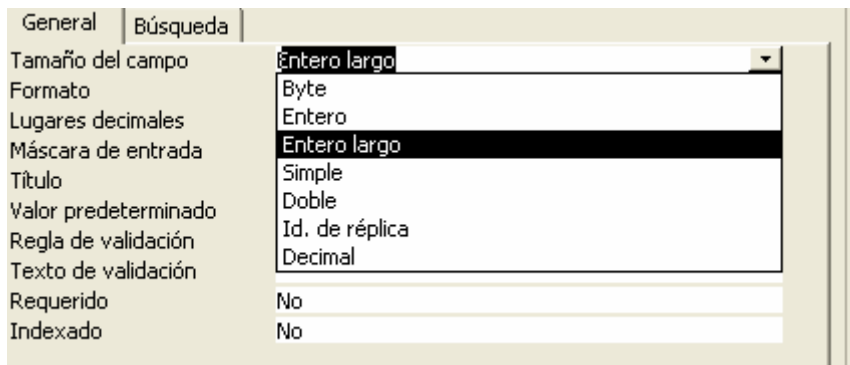 General Búsqueda
Tamaño del campo Entero largo
Formato Byte
Lugares decimales Entero
Máscara de entrada Entero largo
Título Simple
Valor predeterminado Doble
Regla de validación Id. de réplica
Texto de validación Decimal
Requerido No
Indexado No